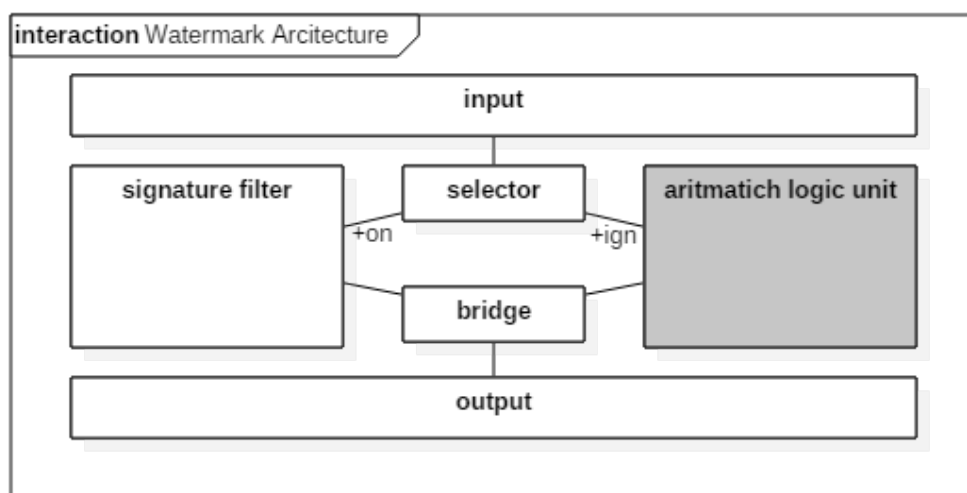 interaction Watermark Arcitecture
input
signature filter
selector
aritmatich logic unit
+on
+ign
bridge
output